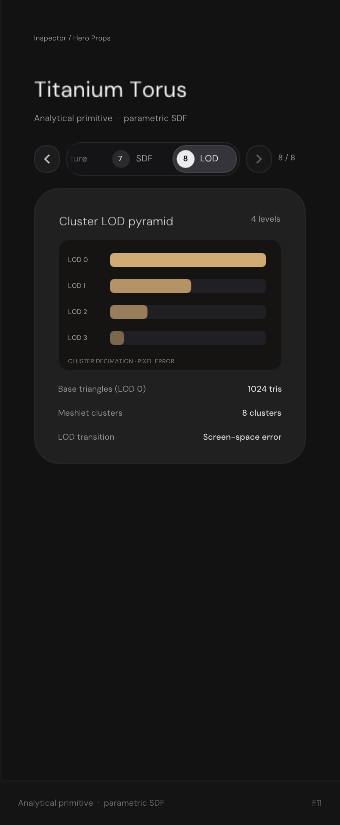 Inspector / Hero Props
Titanium Torus
Analytical primitive · parametric SDF
ture 7 SDF 8 LOD 8 / 8
Cluster LOD pyramid 4 levels
LOD 0
LOD 1
LOD 2
LOD 3
CLUSTER DECIMATION · PIXEL ERROR
Base triangles (LOD 0) 1024 tris
Meshlet clusters 8 clusters
LOD transition Screen-space error
Analytical primitive · parametric SDF F11